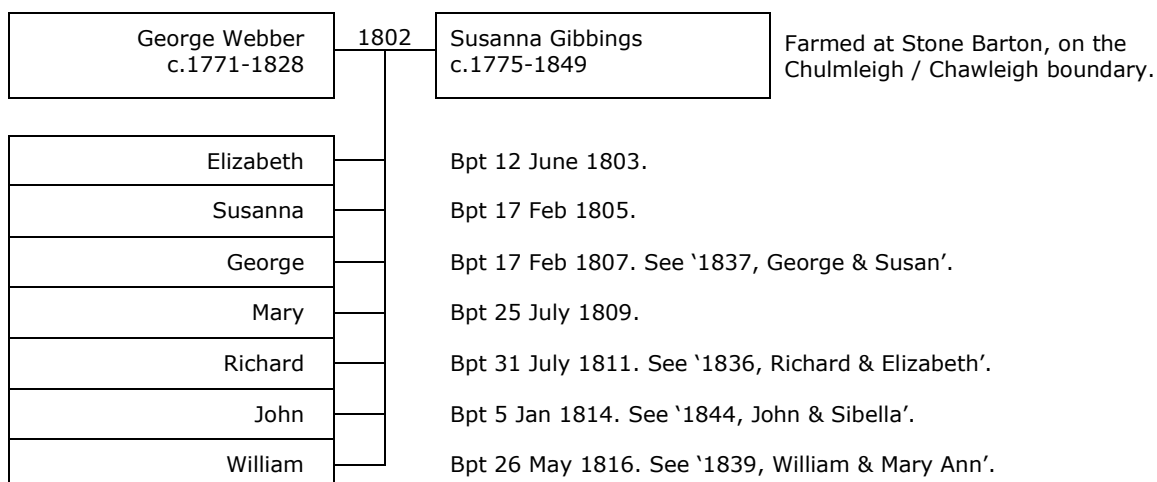 George Webber
c.1771-1828
1802
Susanna Gibbings
c.1775-1849
Farmed at Stone Barton, on the
Chulmleigh / Chawleigh boundary.
Elizabeth
Bpt 12 June 1803.
Susanna
Bpt 17 Feb 1805.
George
Bpt 17 Feb 1807. See ‘1837, George & Susan’.
Mary
Bpt 25 July 1809.
Richard
Bpt 31 July 1811. See ‘1836, Richard & Elizabeth’.
John
Bpt 5 Jan 1814. See ‘1844, John & Sibella’.
William
Bpt 26 May 1816. See ‘1839, William & Mary Ann’.